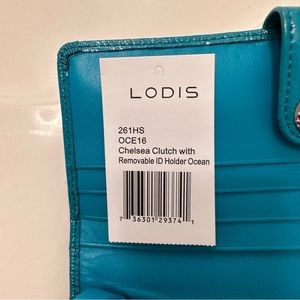 LODIS
261HS
OCE16
Chelsea Clutch with
Removable ID Holder Ocean
7 36301 29374 1